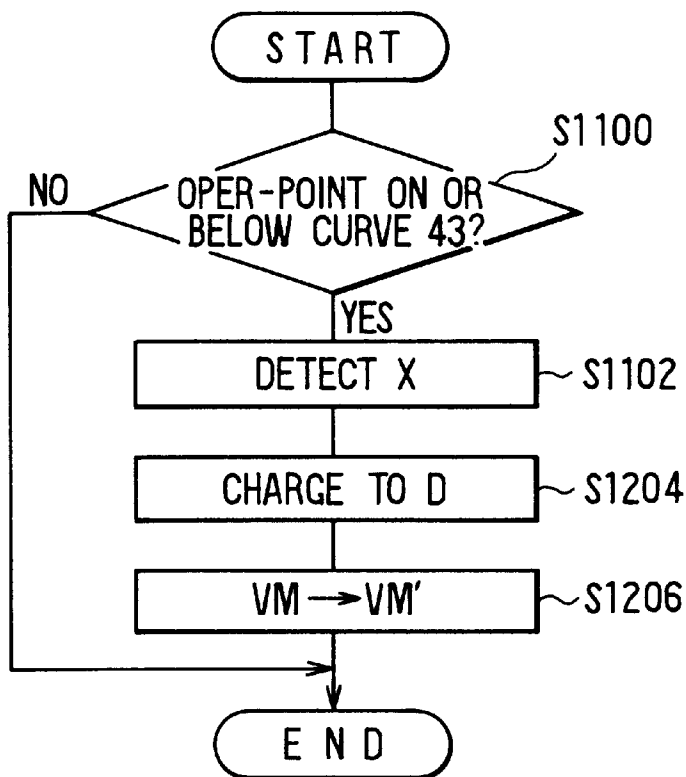 START
S1100
NO
OPER-POINT ON OR
BELOW CURVE 43?
YES
DETECT X
S1102
CHARGE TO D
S1204
VM → VM'
S1206
END